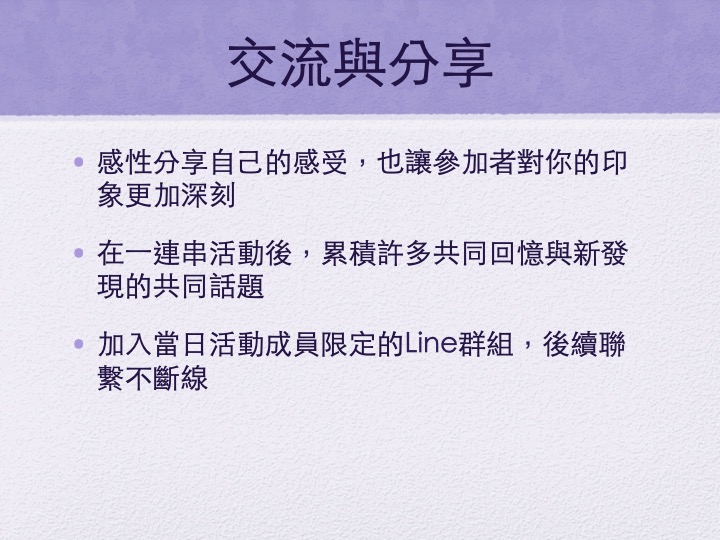 交流與分享
• 感性分享自己的感受，也讓參加者對你的印
象更加深刻
• 在一連串活動後，累積許多共同回憶與新發
現的共同話題
• 加入當日活動成員限定的Line群組，後續聯
繫不斷線